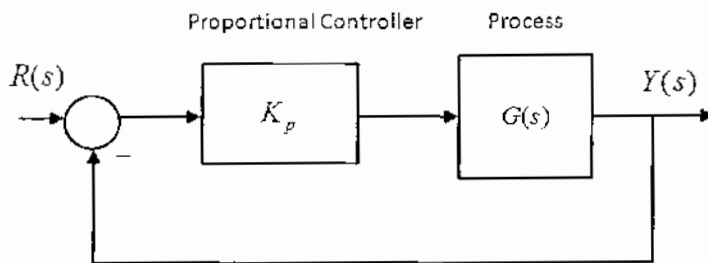 Proportional Controller
Process
R(s)
Y(s)
K_p
G(s)
−